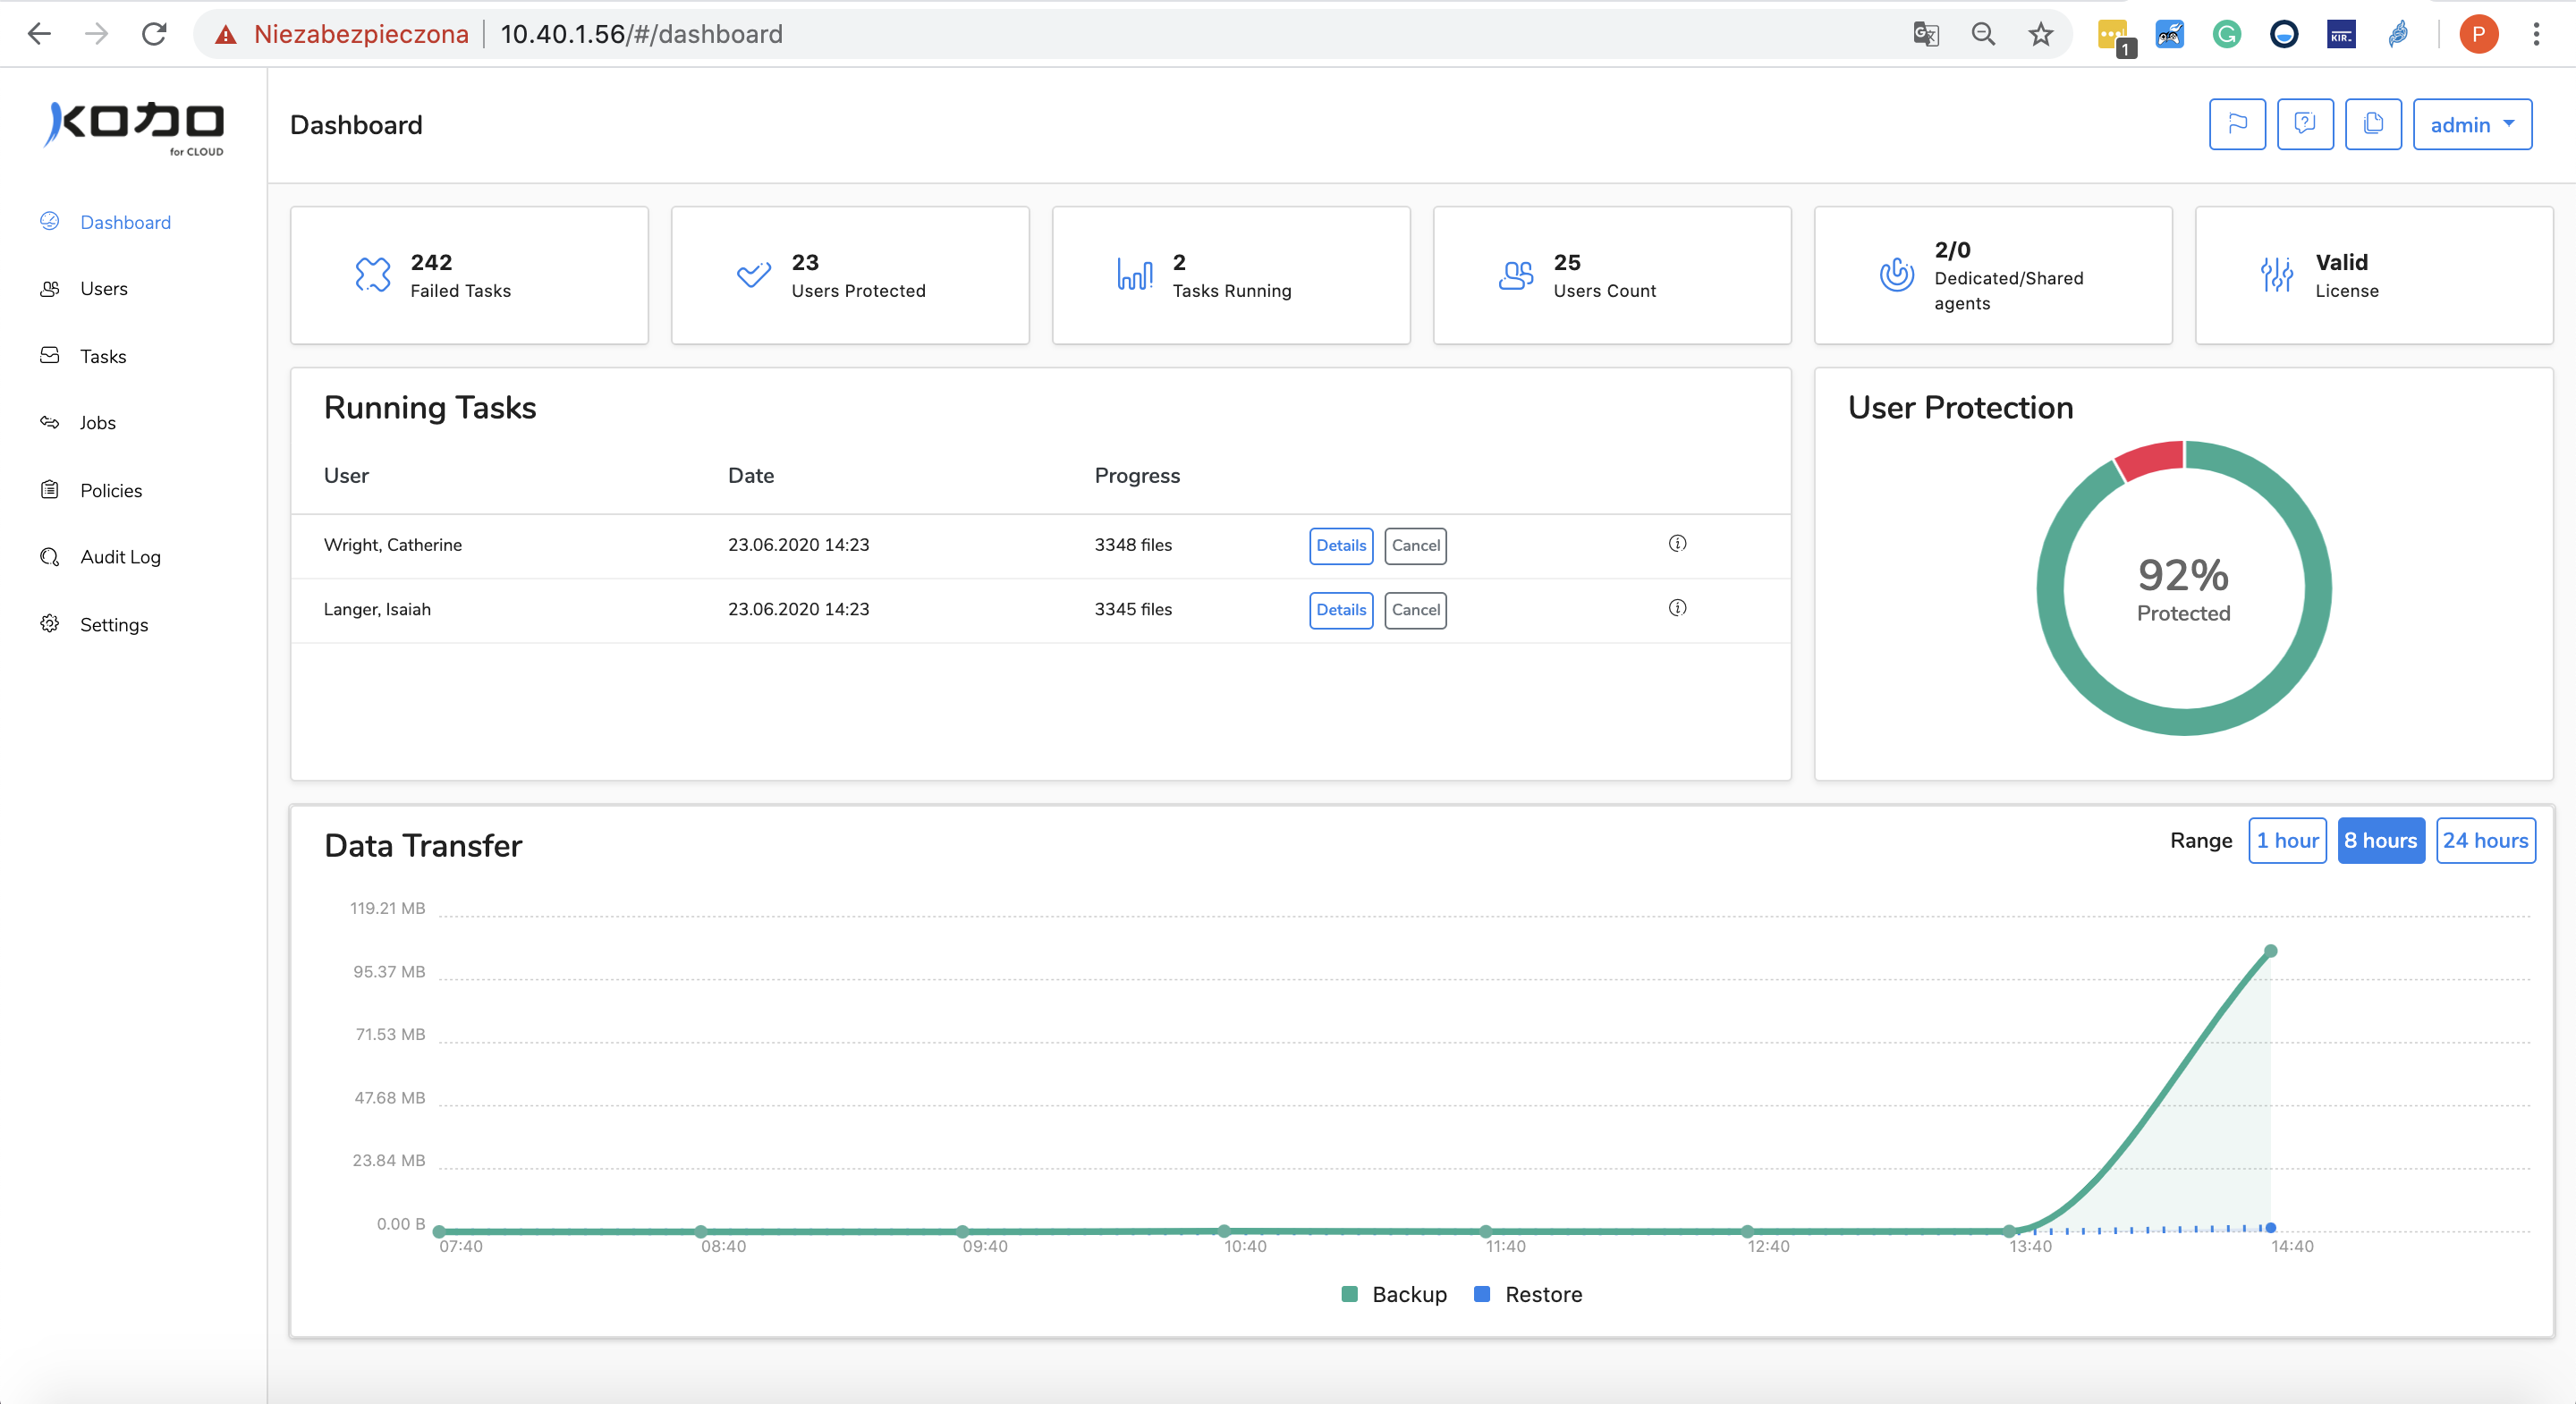 Niezabezpieczona 10.40.1.56/#/dashboard
1
KIR
P
KODO
for CLOUD
Dashboard
admin
Dashboard
Users
Tasks
Jobs
Policies
Audit Log
Settings
242
Failed Tasks
23
Users Protected
2
Tasks Running
25
Users Count
2/0
Dedicated/Shared
agents
Valid
License
Running Tasks
User Date Progress
Wright, Catherine 23.06.2020 14:23 3348 files Details Cancel
Langer, Isaiah 23.06.2020 14:23 3345 files Details Cancel
User Protection
92%
Protected
Data Transfer
Range 1 hour 8 hours 24 hours
119.21 MB
95.37 MB
71.53 MB
47.68 MB
23.84 MB
0.00 B
07:40 08:40 09:40 10:40 11:40 12:40 13:40 14:40
Backup Restore